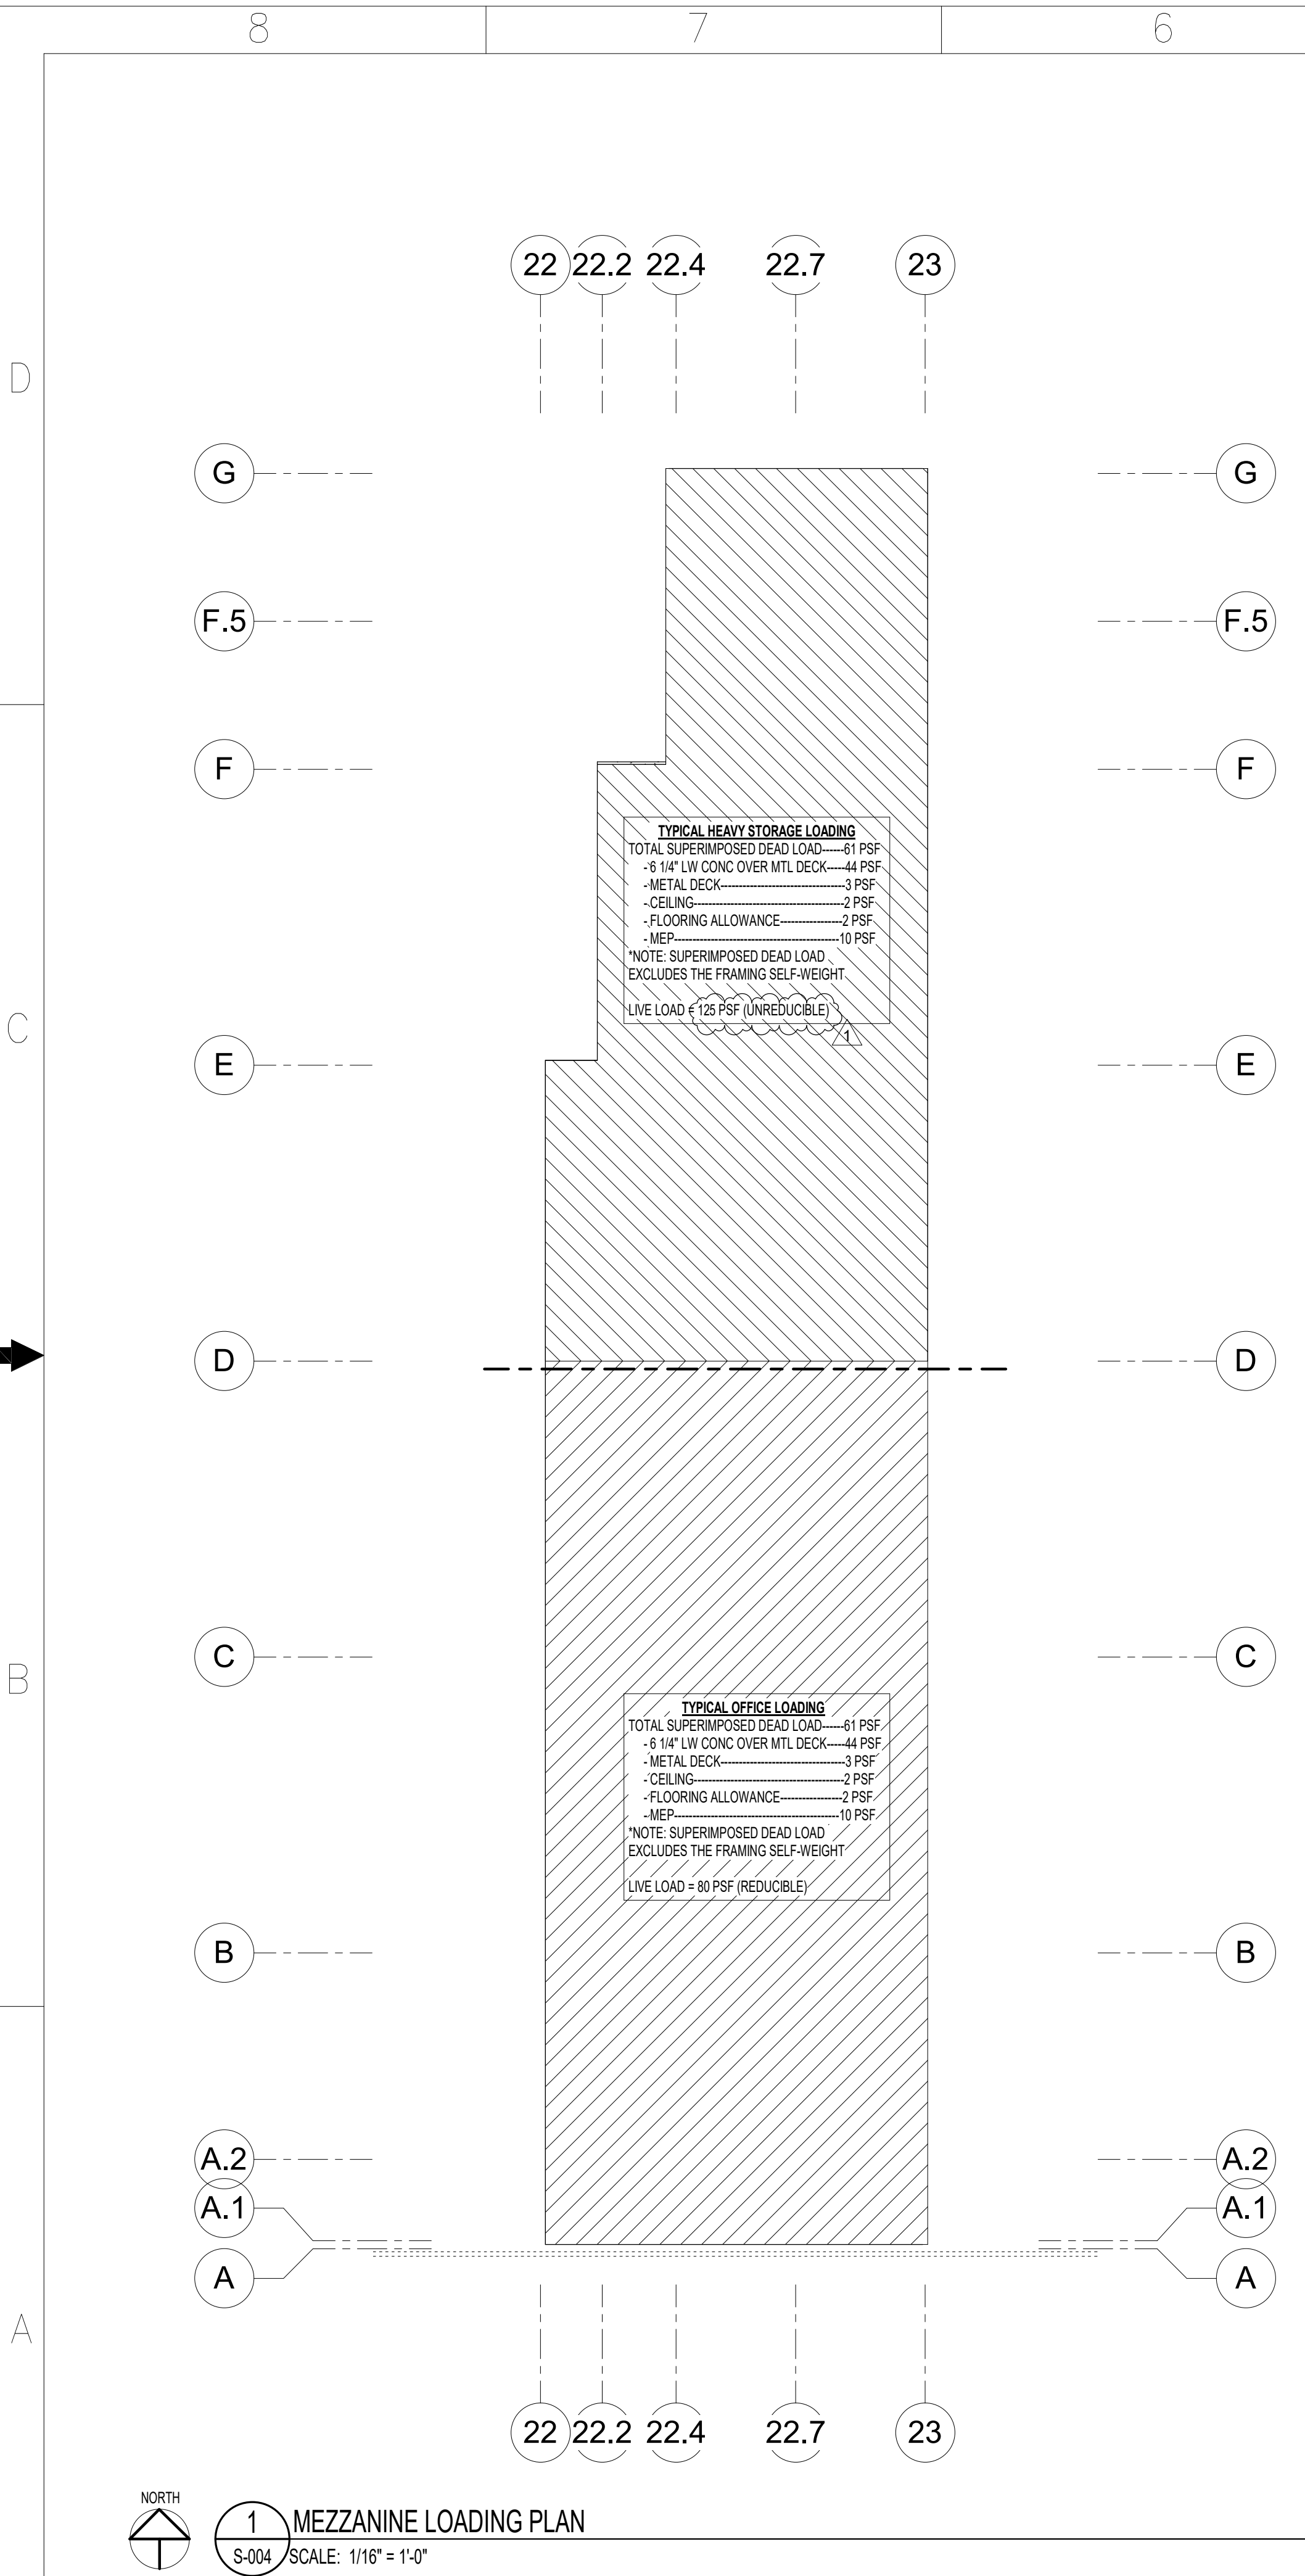 8 7 6
22 22.2 22.4 22.7 23
D
G G
F.5 F.5
F F
TYPICAL HEAVY STORAGE LOADING
TOTAL SUPERIMPOSED DEAD LOAD------61 PSF
- 6 1/4" LW CONC OVER MTL DECK-----44 PSF
- METAL DECK----------------------------------3 PSF
- CEILING-----------------------------------------2 PSF
- FLOORING ALLOWANCE-----------------2 PSF
- MEP---------------------------------------------10 PSF
*NOTE: SUPERIMPOSED DEAD LOAD
EXCLUDES THE FRAMING SELF-WEIGHT
LIVE LOAD = 125 PSF (UNREDUCIBLE)
1
C
E E
D D
C C
B
TYPICAL OFFICE LOADING
TOTAL SUPERIMPOSED DEAD LOAD------61 PSF
- 6 1/4" LW CONC OVER MTL DECK-----44 PSF
- METAL DECK----------------------------------3 PSF
- CEILING-----------------------------------------2 PSF
- FLOORING ALLOWANCE-----------------2 PSF
- MEP---------------------------------------------10 PSF
*NOTE: SUPERIMPOSED DEAD LOAD
EXCLUDES THE FRAMING SELF-WEIGHT
LIVE LOAD = 80 PSF (REDUCIBLE)
B B
A.2 A.2
A.1 A.1
A A
A
22 22.2 22.4 22.7 23
NORTH
1 MEZZANINE LOADING PLAN
S-004 SCALE: 1/16" = 1'-0"